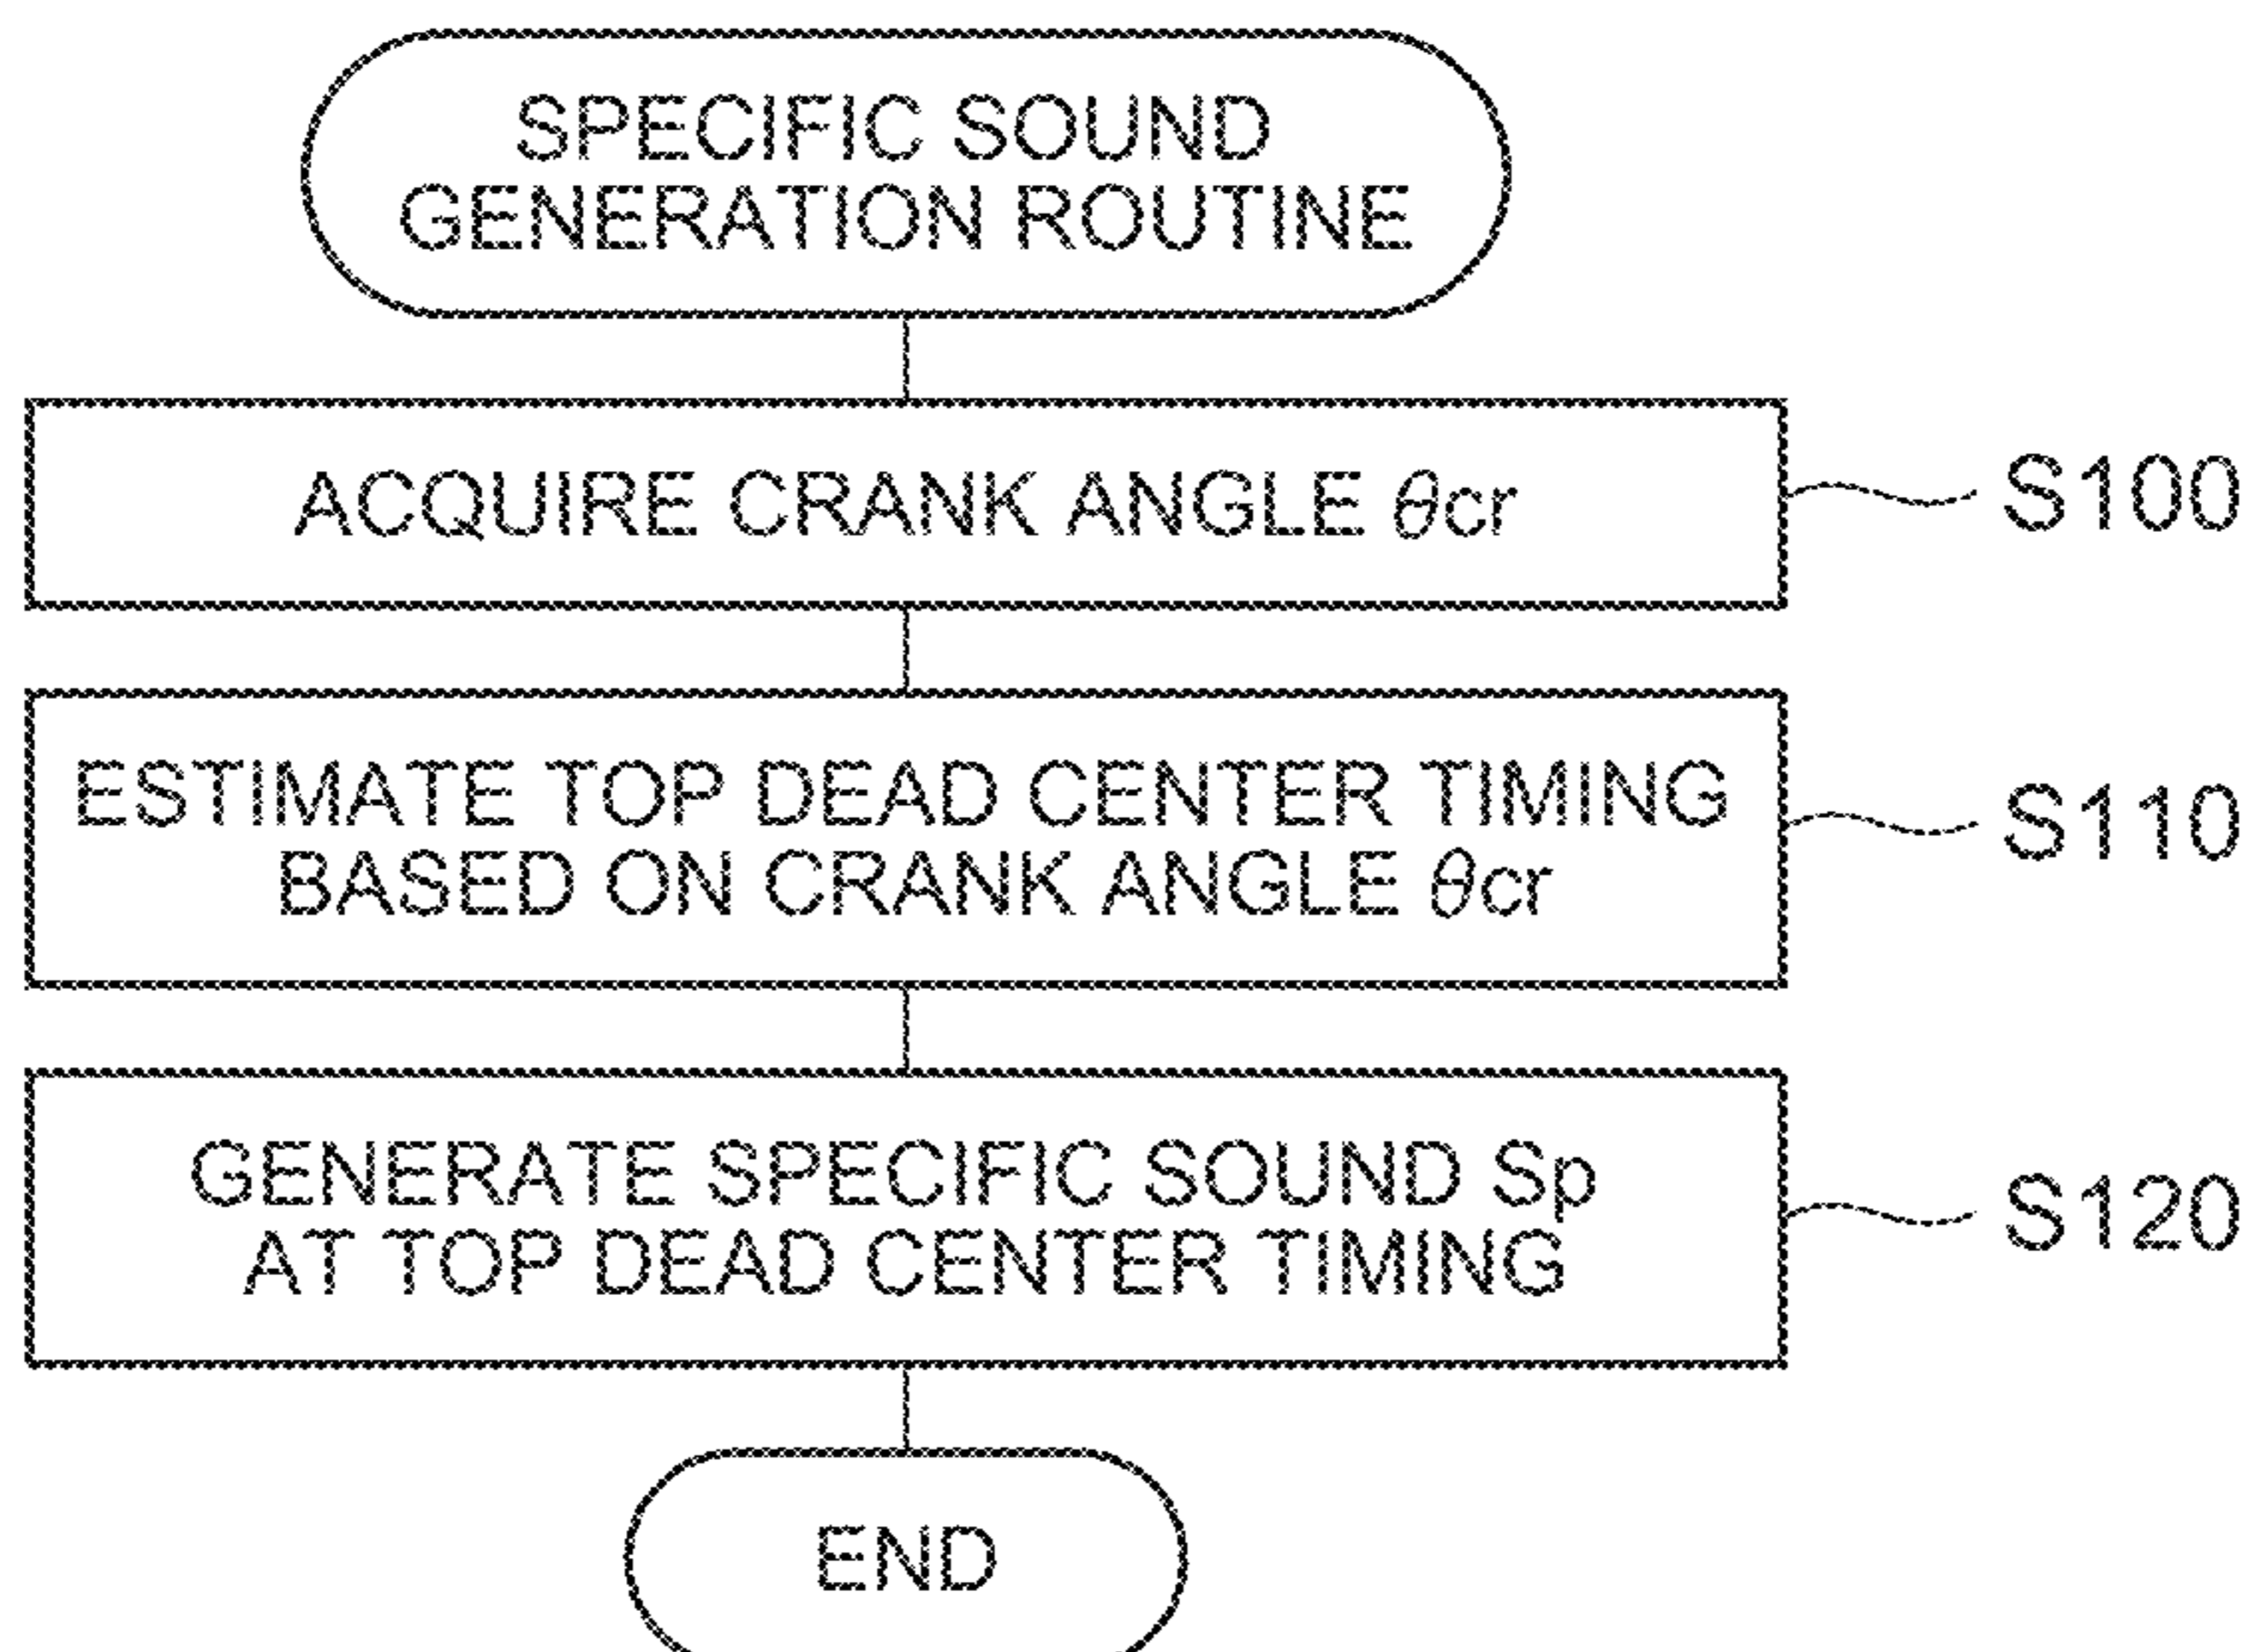 SPECIFIC SOUND
GENERATION ROUTINE
ACQUIRE CRANK ANGLE θcr
S100
ESTIMATE TOP DEAD CENTER TIMING
BASED ON CRANK ANGLE θcr
S110
GENERATE SPECIFIC SOUND Sp
AT TOP DEAD CENTER TIMING
S120
END